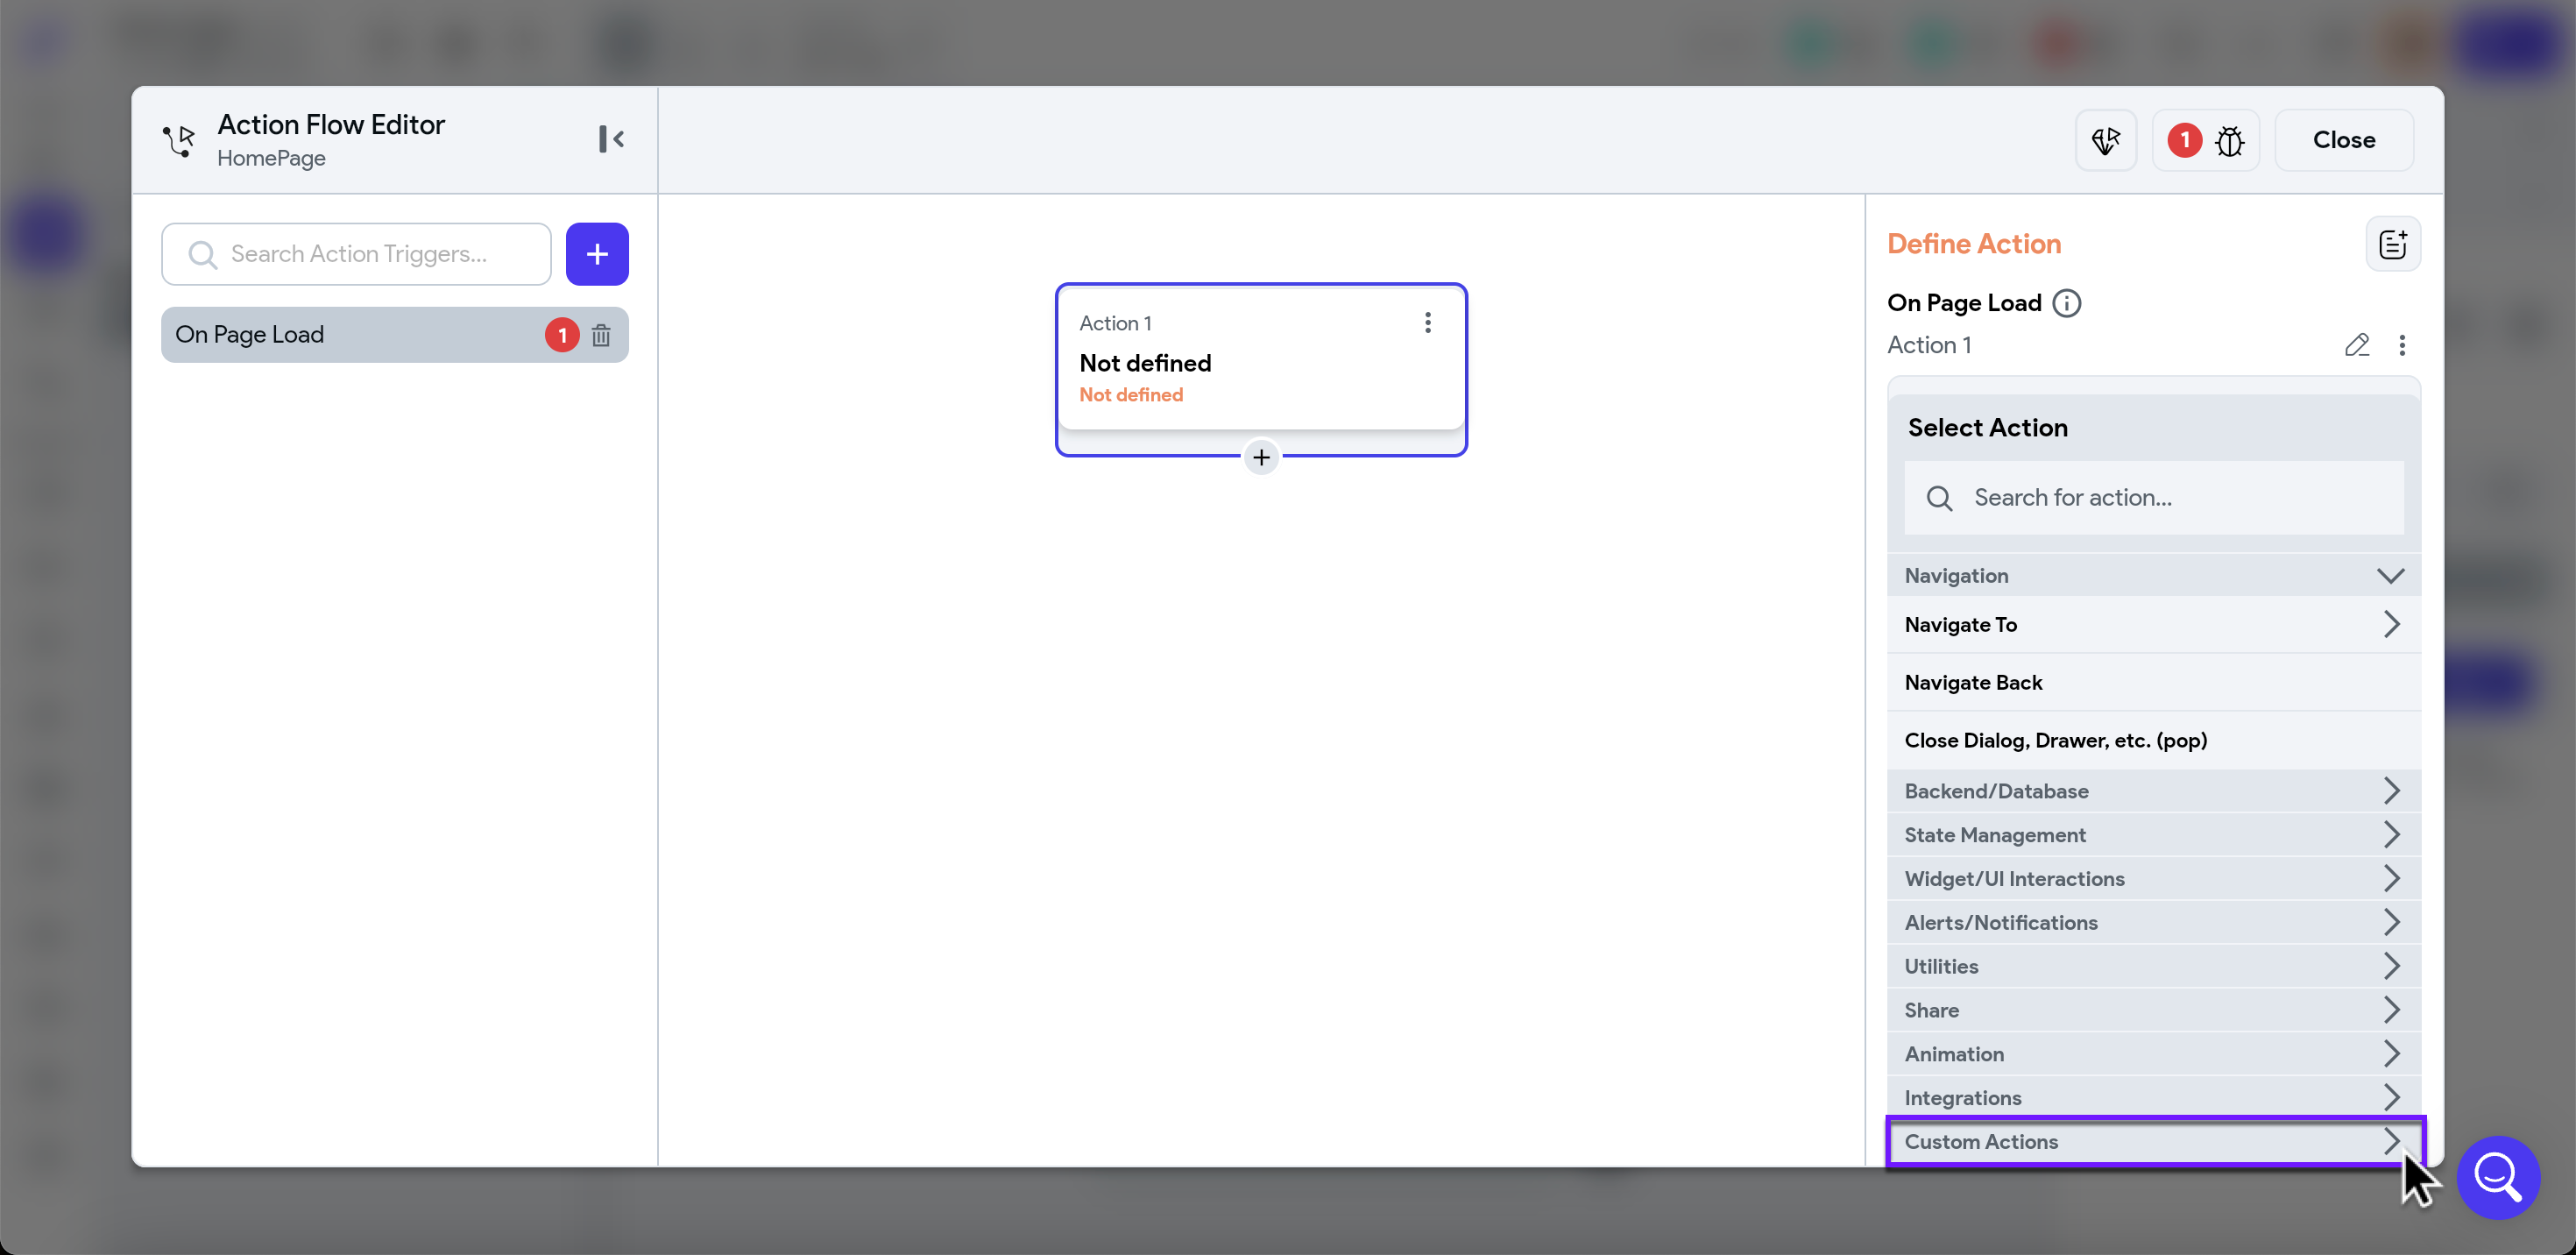 Action Flow Editor
HomePage
1
Close
Search Action Triggers...
On Page Load
1
Action 1
Not defined
Not defined
Define Action
On Page Load
Action 1
Select Action
Search for action...
Navigation
Navigate To
Navigate Back
Close Dialog, Drawer, etc. (pop)
Backend/Database
State Management
Widget/UI Interactions
Alerts/Notifications
Utilities
Share
Animation
Integrations
Custom Actions